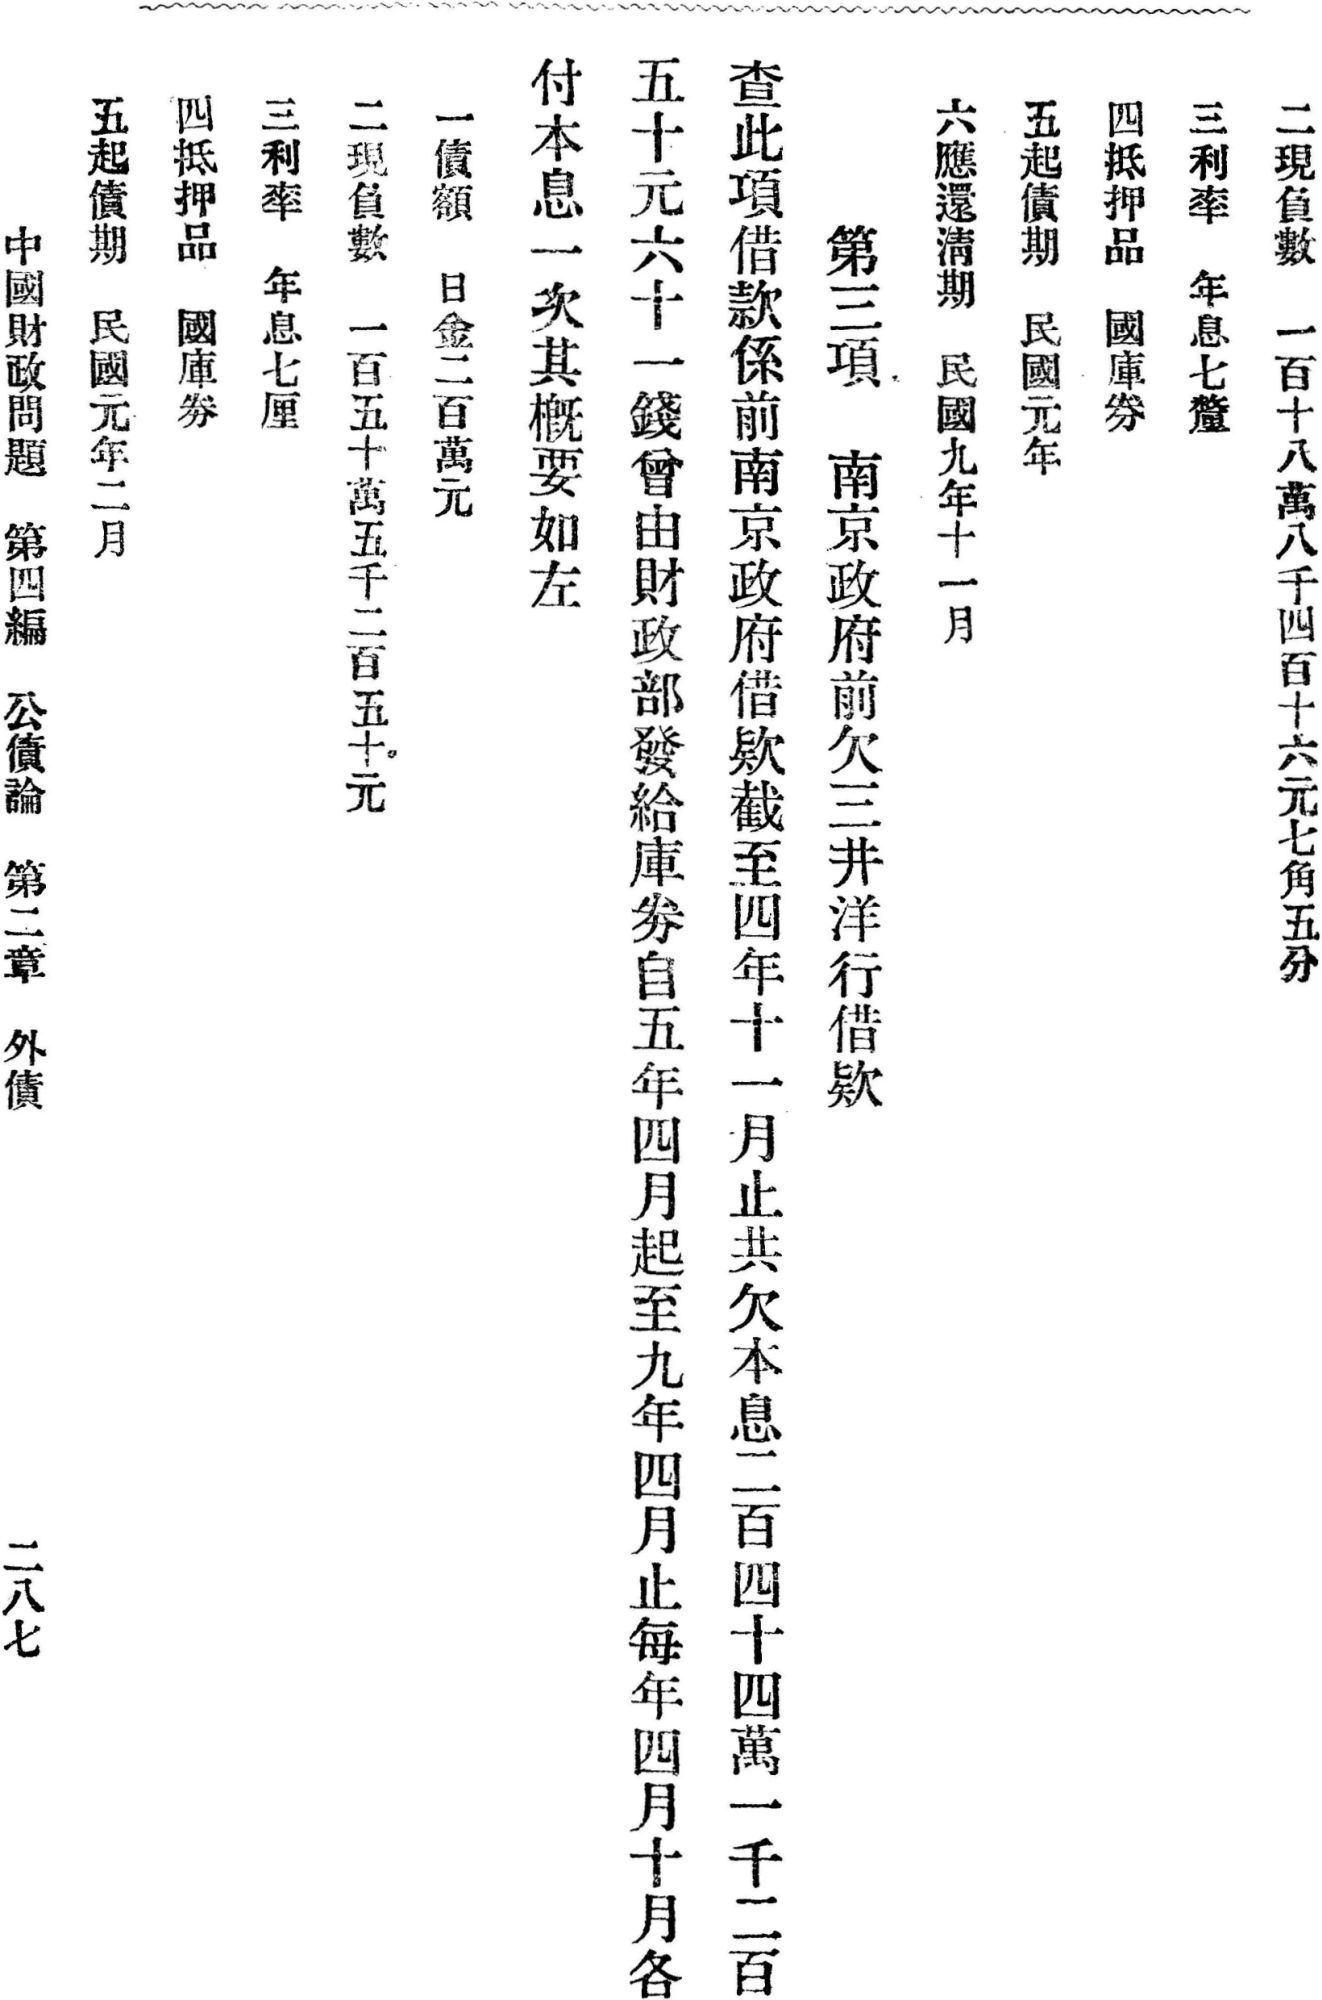 二現負數　一百十八萬八千四百十六元七角五分
三利率　年息七釐
四抵押品　國庫劵
五起債期　民國元年
六應還淸期　民國九年十一月
第三項　南京政府前欠三井洋行借欵
查此項借款係前南京政府借欵截至四年十一月止共欠本息二百四十四萬一千二百
五十元六十一錢曾由財政部發給庫劵自五年四月起至九年四月止每年四月十月各
付本息一次其槪要如左
一債額　日金二百萬元
二現負數　一百五十萬五千二百五十。元
三利率　年息七厘
四抵押品　國庫劵
五起債期　民國元年二月
中國財政問題　第四編　公債論　第二章　外債　二八七